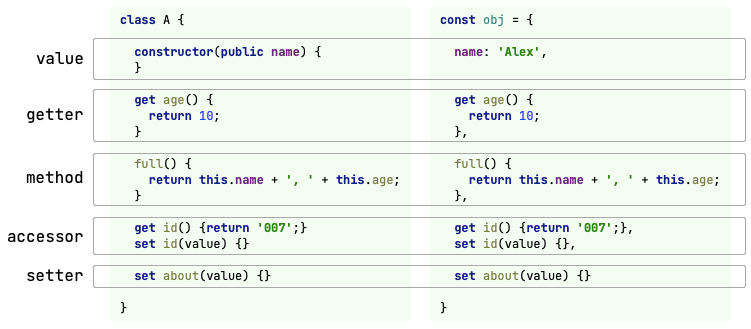 class A { const obj = {
value constructor(public name) { name: 'Alex',
}
get age() { get age() {
getter return 10; return 10;
} },
full() { full() {
method return this.name + ', ' + this.age; return this.name + ', ' + this.age;
} },
get id() {return '007';} get id() {return '007';},
accessor set id(value) {} set id(value) {},
setter set about(value) {} set about(value) {}
} }